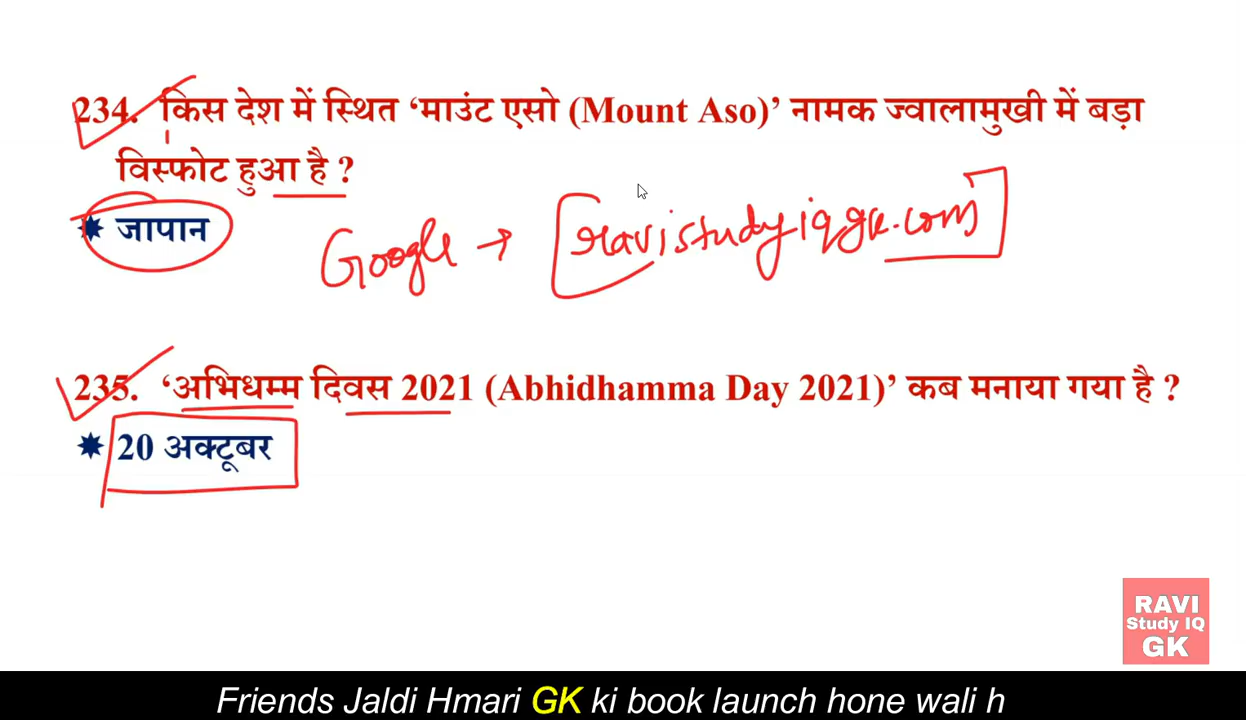 234. किस देश में स्थित ‘माउंट एसो (Mount Aso)’ नामक ज्वालामुखी में बड़ा
विस्फोट हुआ है ?
✷ जापान
Google → [ravistudyiqgk.com]
235. ‘अभिधम्म दिवस 2021 (Abhidhamma Day 2021)’ कब मनाया गया है ?
✷ 20 अक्टूबर
RAVI
Study IQ
GK
Friends Jaldi Hmari GK ki book launch hone wali h